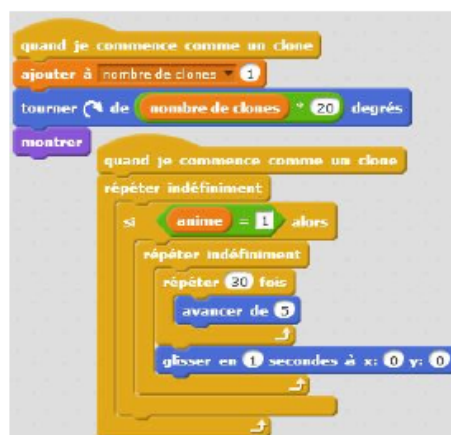 quand je commence comme un clone
ajouter à nombre de clones 1
tourner de nombre de clones * 20 degrés
montrer
quand je commence comme un clone
répéter indéfiniment
si anime = 1 alors
répéter indéfiniment
répéter 30 fois
avancer de 5
glisser en 1 secondes à x: 0 y: 0